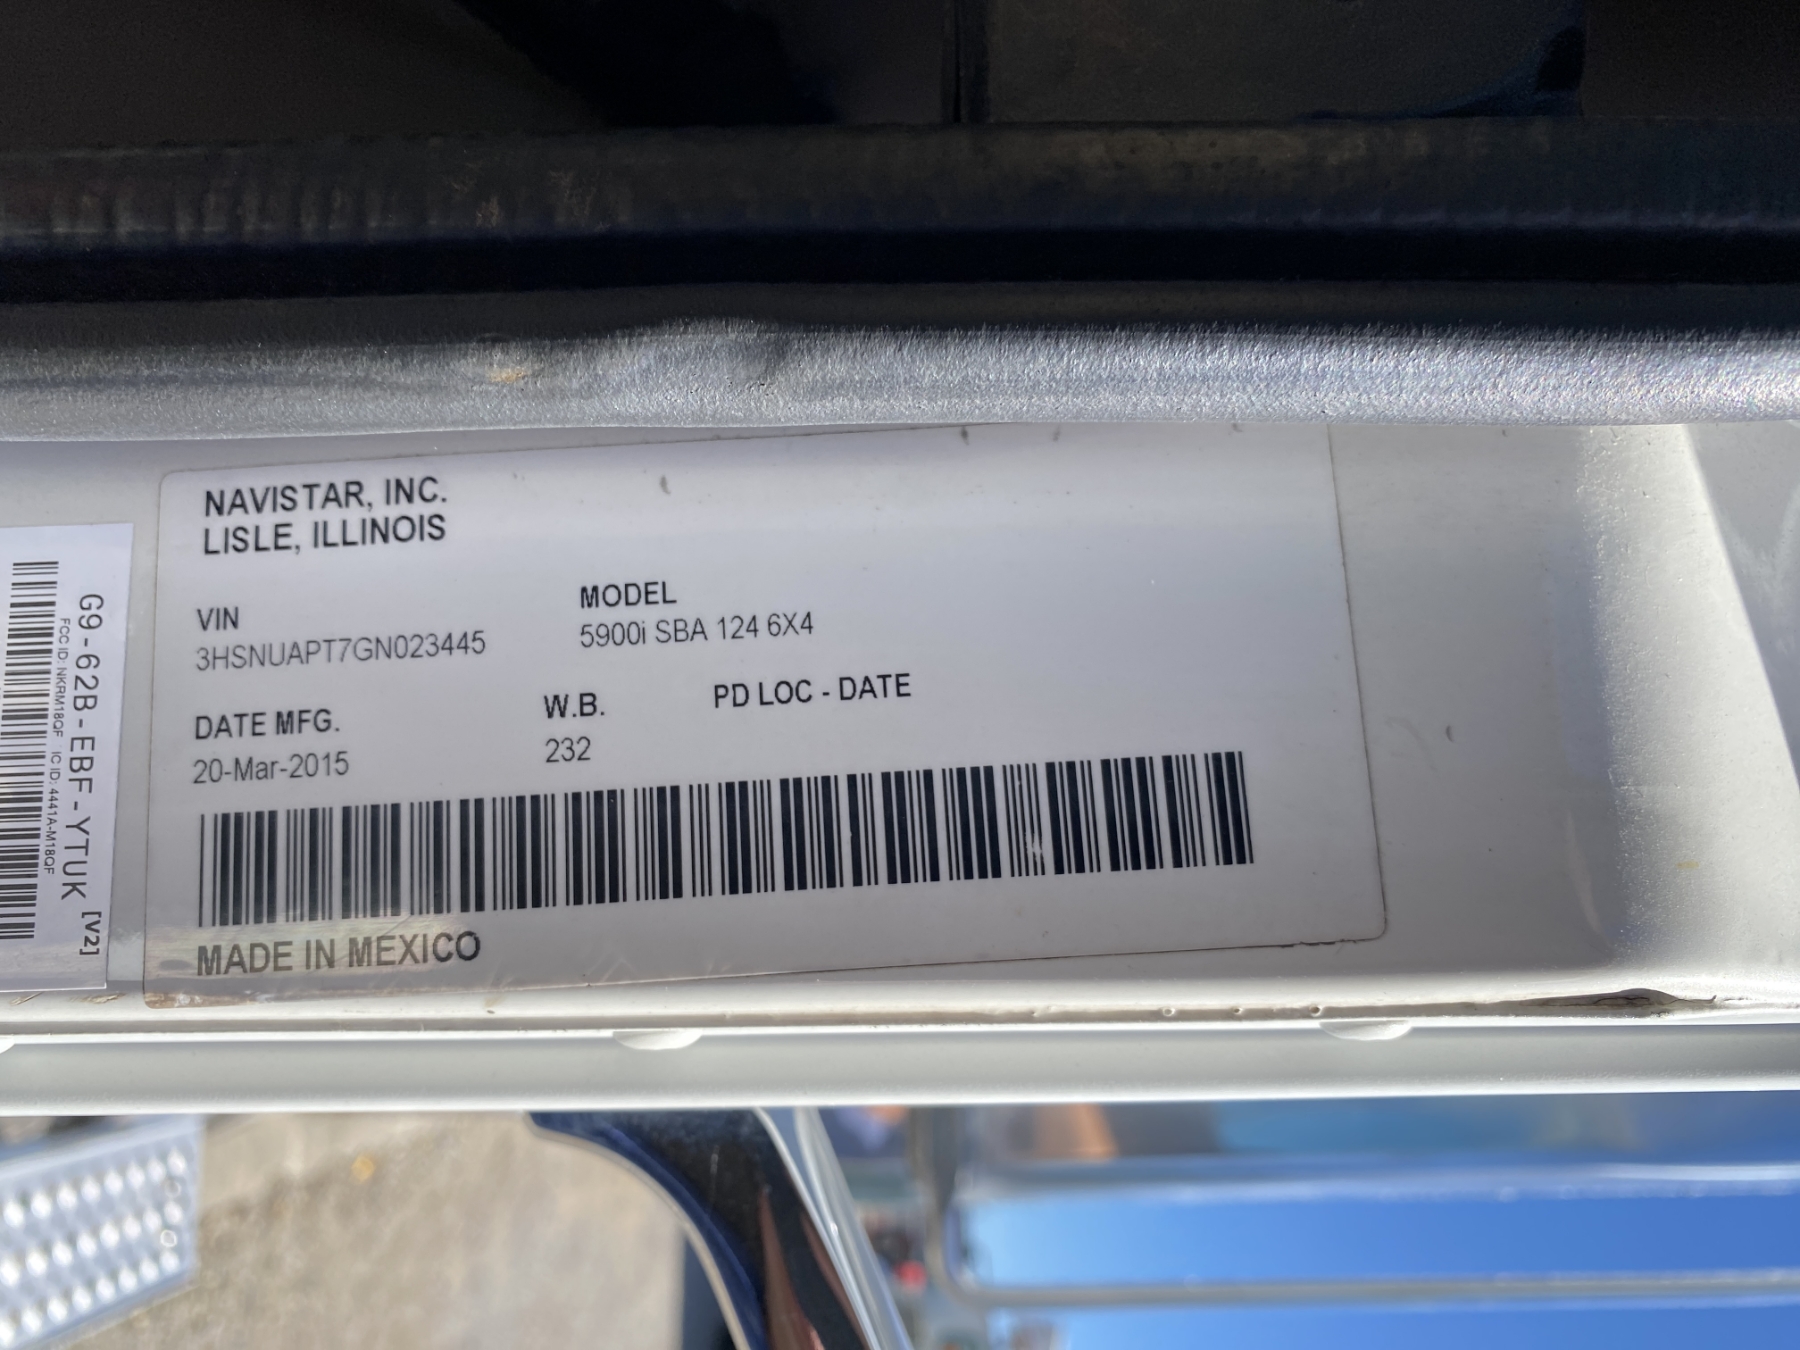 NAVISTAR, INC.
LISLE, ILLINOIS
VIN
3HSNUAPT7GN023445
MODEL
5900i SBA 124 6X4
DATE MFG.
20-Mar-2015
W.B.
232
PD LOC - DATE
MADE IN MEXICO
G9-62B-EBF-YTUK [V2]
FCC ID: NKRM18QF IC ID: 4441A-M18QF